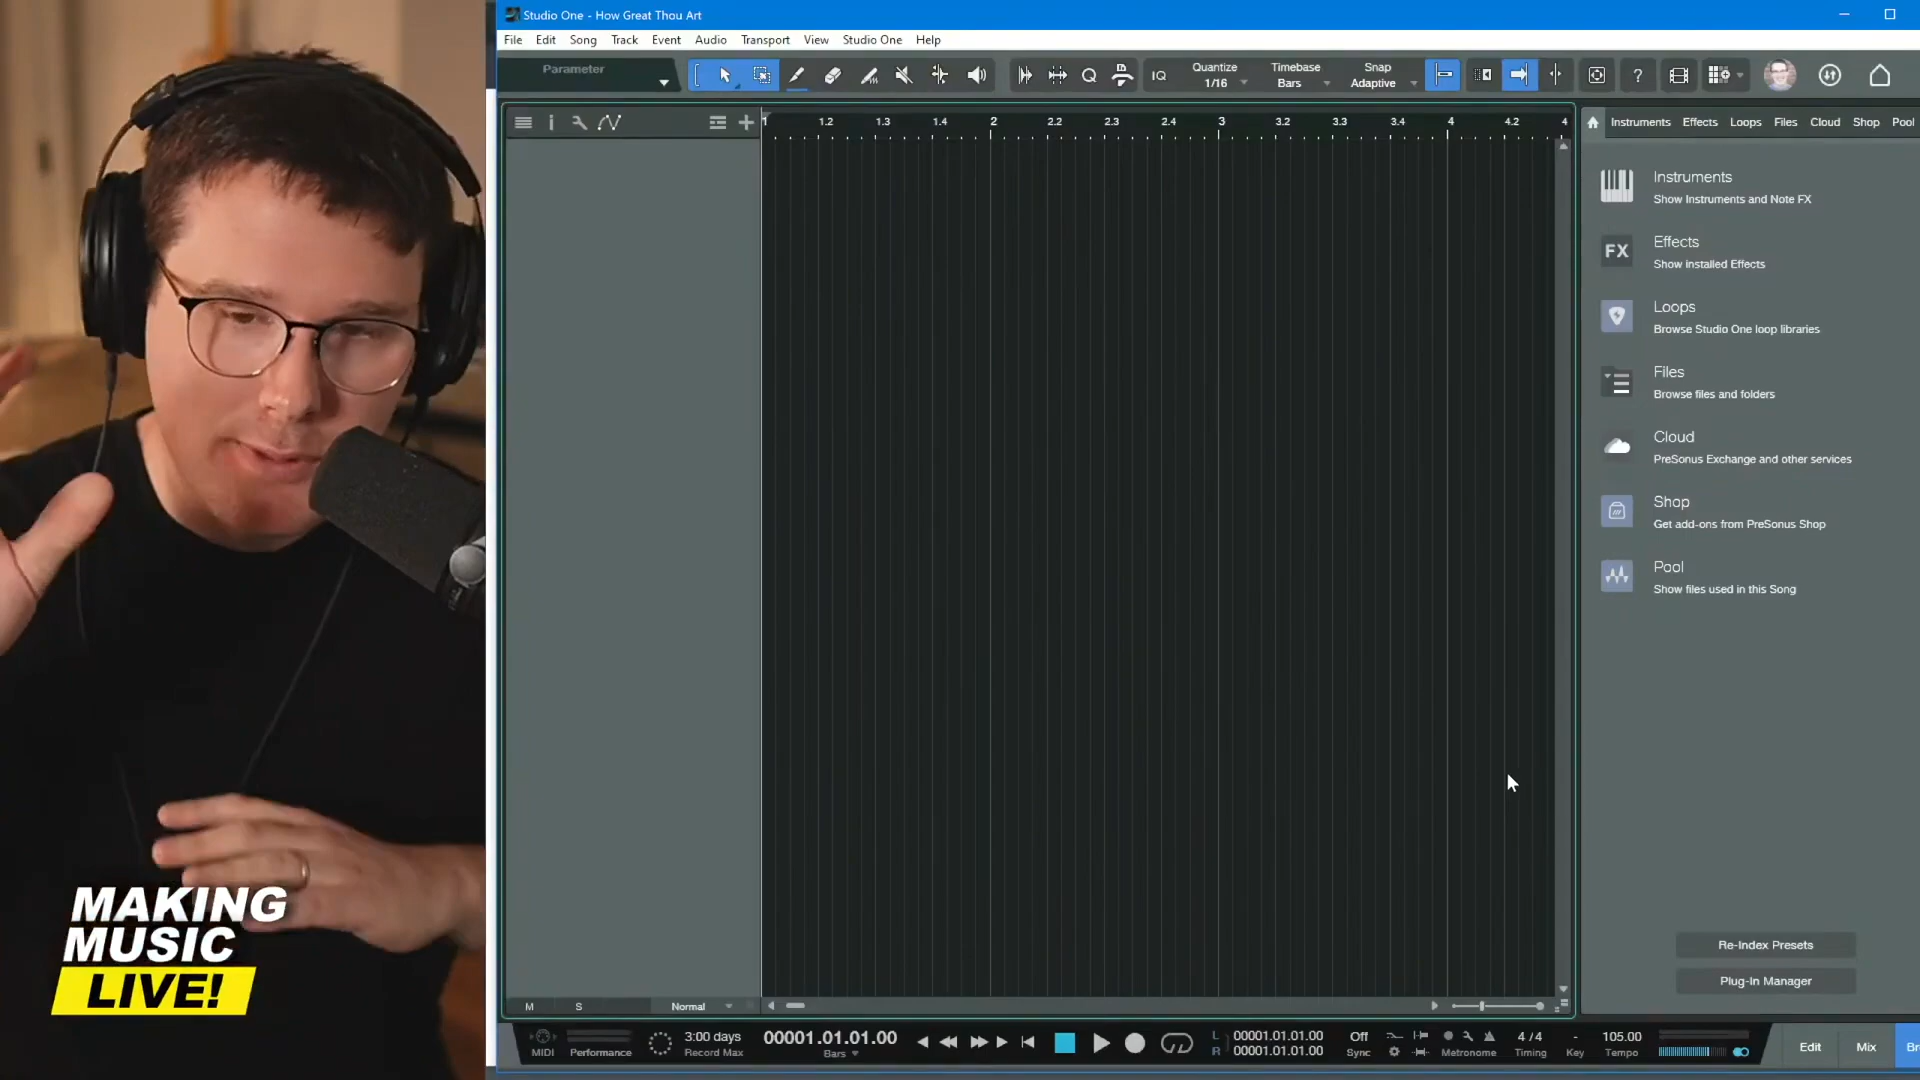 Studio One - How Great Thou Art
File Edit Song Track Event Audio Transport View Studio One Help
Parameter
IQ
Quantize
1/16
Timebase
Bars
Snap
Adaptive
?
1 1.2 1.3 1.4 2 2.2 2.3 2.4 3 3.2 3.3 3.4 4 4.2 4
Instruments Effects Loops Files Cloud Shop Pool
Instruments
Show Instruments and Note FX
FX
Effects
Show installed Effects
Loops
Browse Studio One loop libraries
Files
Browse files and folders
Cloud
PreSonus Exchange and other services
Shop
Get add-ons from PreSonus Shop
Pool
Show files used in this Song
Re-Index Presets
Plug-In Manager
MAKING
MUSIC
LIVE!
M S Normal
MIDI
Performance
3:00 days
Record Max
00001.01.01.00
Bars
L 00001.01.01.00
R 00001.01.01.00
Off
Sync
Metronome
4 / 4
Timing
-
Key
105.00
Tempo
Edit Mix Br